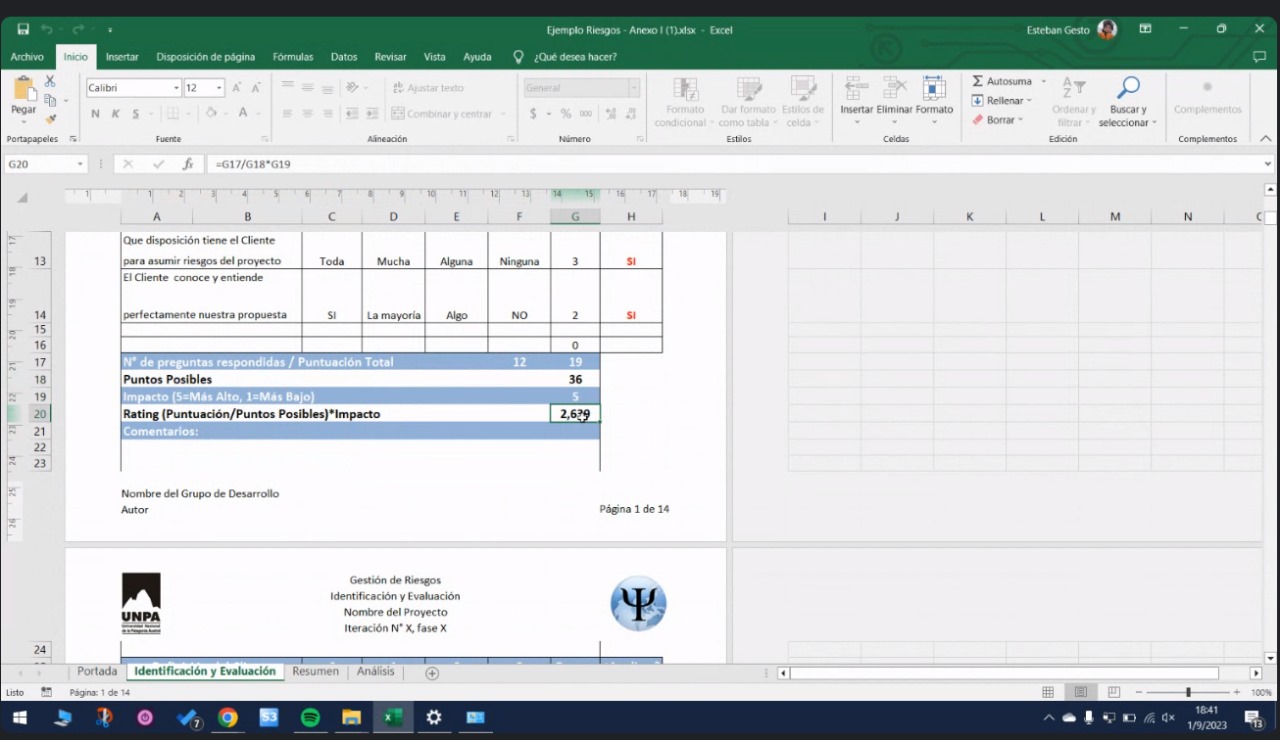 Ejemplo Riesgos - Anexo I (1).xlsx - Excel
Esteban Gesto
Archivo Inicio Insertar Disposición de página Fórmulas Datos Revisar Vista Ayuda ¿Qué desea hacer?
Pegar
Calibri 12
N K S
Ajustar texto
Combinar y centrar
General
$ % 000
Formato condicional
Dar formato como tabla
Estilos de celda
Insertar Eliminar Formato
Autosuma
Rellenar
Borrar
Ordenar y filtrar
Buscar y seleccionar
Complementos
Portapapeles Fuente Alineación Número Estilos Celdas Edición Complementos
G20 fx =G17/G18*G19
A B C D E F G H I J K L M N
Que disposición tiene el Cliente
13 para asumir riesgos del proyecto Toda Mucha Alguna Ninguna 3 SI
El Cliente conoce y entiende
14 perfectamente nuestra propuesta SI La mayoría Algo NO 2 SI
15
16 0
17 N° de preguntas respondidas / Puntuación Total 12 19
18 Puntos Posibles 36
19 Impacto (5=Más Alto, 1=Más Bajo) 5
20 Rating (Puntuación/Puntos Posibles)*Impacto
21 Comentarios:
22
23
Nombre del Grupo de Desarrollo
Autor Página 1 de 14
Gestión de Riesgos
Identificación y Evaluación
Nombre del Proyecto
Iteración N° X, fase X
UNPA
24
Portada Identificación y Evaluación Resumen Análisis
Listo Página: 1 de 14 100%
18:41
1/9/2023